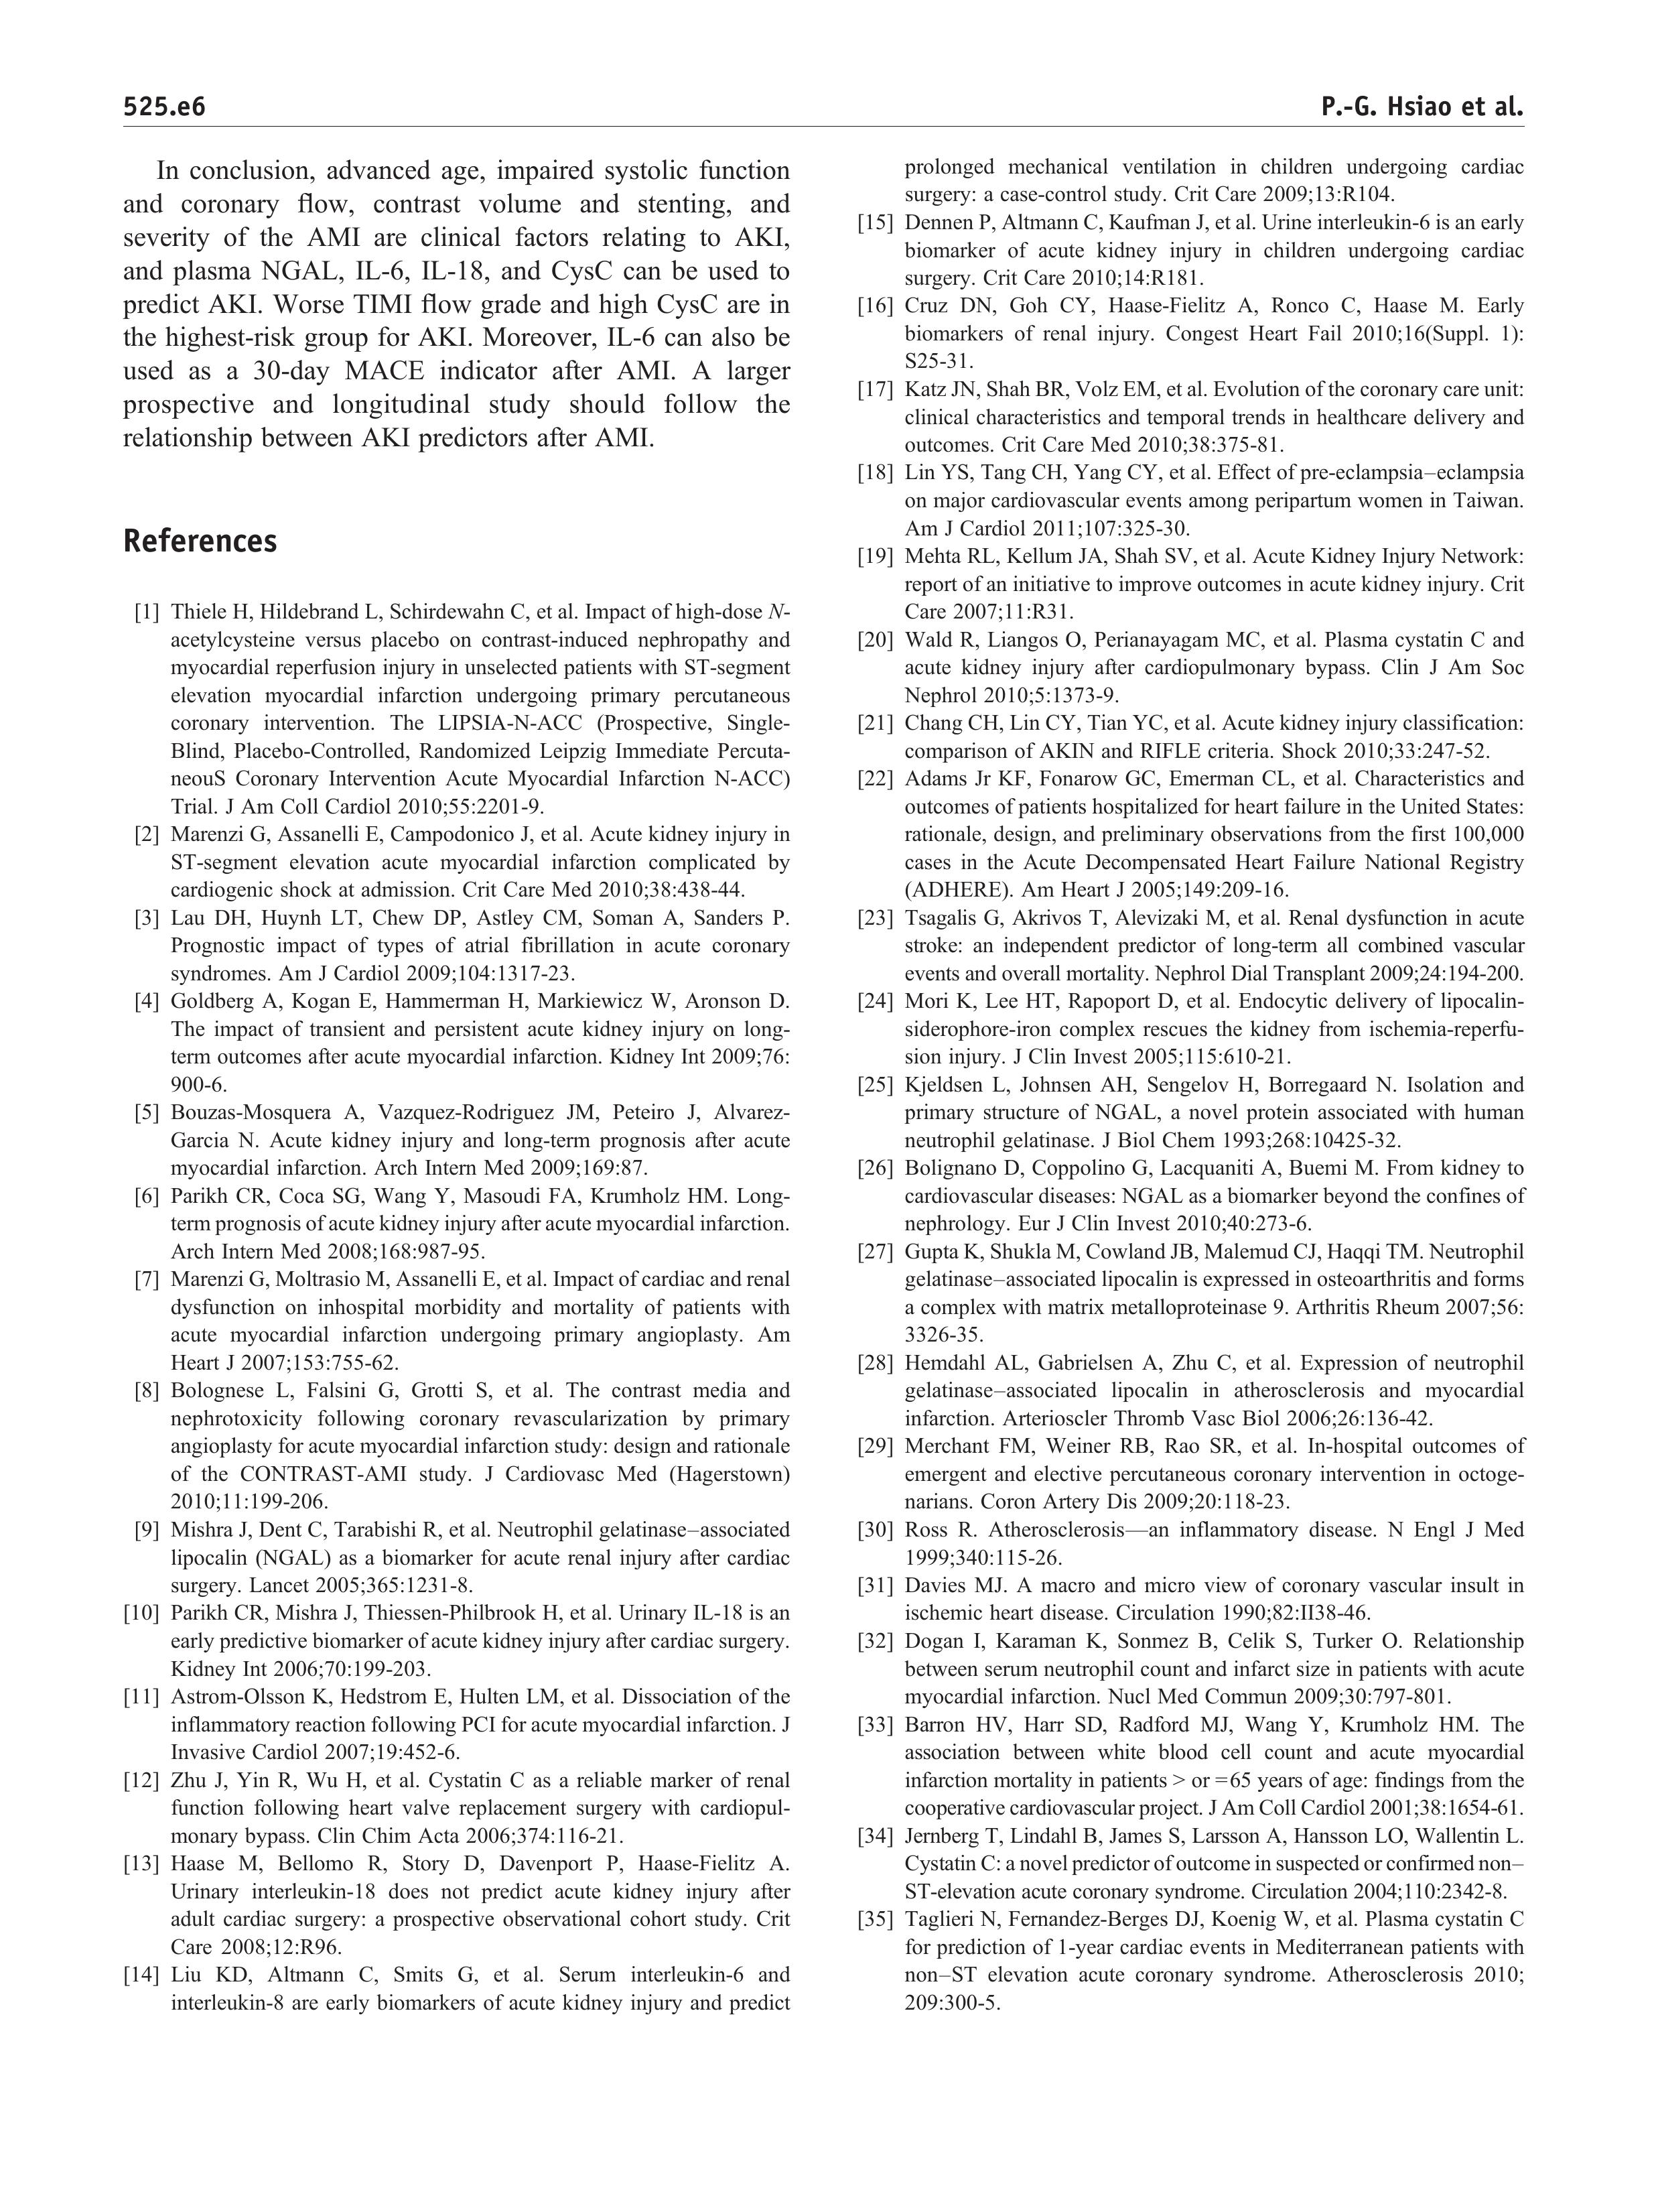 525.e6
P.-G. Hsiao et al.
In conclusion, advanced age, impaired systolic function
and coronary flow, contrast volume and stenting, and
severity of the AMI are clinical factors relating to AKI,
and plasma NGAL, IL-6, IL-18, and CysC can be used to
predict AKI. Worse TIMI flow grade and high CysC are in
the highest-risk group for AKI. Moreover, IL-6 can also be
used as a 30-day MACE indicator after AMI. A larger
prospective and longitudinal study should follow the
relationship between AKI predictors after AMI.
References
[1] Thiele H, Hildebrand L, Schirdewahn C, et al. Impact of high-dose N-
acetylcysteine versus placebo on contrast-induced nephropathy and
myocardial reperfusion injury in unselected patients with ST-segment
elevation myocardial infarction undergoing primary percutaneous
coronary intervention. The LIPSIA-N-ACC (Prospective, Single-
Blind, Placebo-Controlled, Randomized Leipzig Immediate Percuta-
neouS Coronary Intervention Acute Myocardial Infarction N-ACC)
Trial. J Am Coll Cardiol 2010;55:2201-9.
[2] Marenzi G, Assanelli E, Campodonico J, et al. Acute kidney injury in
ST-segment elevation acute myocardial infarction complicated by
cardiogenic shock at admission. Crit Care Med 2010;38:438-44.
[3] Lau DH, Huynh LT, Chew DP, Astley CM, Soman A, Sanders P.
Prognostic impact of types of atrial fibrillation in acute coronary
syndromes. Am J Cardiol 2009;104:1317-23.
[4] Goldberg A, Kogan E, Hammerman H, Markiewicz W, Aronson D.
The impact of transient and persistent acute kidney injury on long-
term outcomes after acute myocardial infarction. Kidney Int 2009;76:
900-6.
[5] Bouzas-Mosquera A, Vazquez-Rodriguez JM, Peteiro J, Alvarez-
Garcia N. Acute kidney injury and long-term prognosis after acute
myocardial infarction. Arch Intern Med 2009;169:87.
[6] Parikh CR, Coca SG, Wang Y, Masoudi FA, Krumholz HM. Long-
term prognosis of acute kidney injury after acute myocardial infarction.
Arch Intern Med 2008;168:987-95.
[7] Marenzi G, Moltrasio M, Assanelli E, et al. Impact of cardiac and renal
dysfunction on inhospital morbidity and mortality of patients with
acute myocardial infarction undergoing primary angioplasty. Am
Heart J 2007;153:755-62.
[8] Bolognese L, Falsini G, Grotti S, et al. The contrast media and
nephrotoxicity following coronary revascularization by primary
angioplasty for acute myocardial infarction study: design and rationale
of the CONTRAST-AMI study. J Cardiovasc Med (Hagerstown)
2010;11:199-206.
[9] Mishra J, Dent C, Tarabishi R, et al. Neutrophil gelatinase–associated
lipocalin (NGAL) as a biomarker for acute renal injury after cardiac
surgery. Lancet 2005;365:1231-8.
[10] Parikh CR, Mishra J, Thiessen-Philbrook H, et al. Urinary IL-18 is an
early predictive biomarker of acute kidney injury after cardiac surgery.
Kidney Int 2006;70:199-203.
[11] Astrom-Olsson K, Hedstrom E, Hulten LM, et al. Dissociation of the
inflammatory reaction following PCI for acute myocardial infarction. J
Invasive Cardiol 2007;19:452-6.
[12] Zhu J, Yin R, Wu H, et al. Cystatin C as a reliable marker of renal
function following heart valve replacement surgery with cardiopul-
monary bypass. Clin Chim Acta 2006;374:116-21.
[13] Haase M, Bellomo R, Story D, Davenport P, Haase-Fielitz A.
Urinary interleukin-18 does not predict acute kidney injury after
adult cardiac surgery: a prospective observational cohort study. Crit
Care 2008;12:R96.
[14] Liu KD, Altmann C, Smits G, et al. Serum interleukin-6 and
interleukin-8 are early biomarkers of acute kidney injury and predict
prolonged mechanical ventilation in children undergoing cardiac
surgery: a case-control study. Crit Care 2009;13:R104.
[15] Dennen P, Altmann C, Kaufman J, et al. Urine interleukin-6 is an early
biomarker of acute kidney injury in children undergoing cardiac
surgery. Crit Care 2010;14:R181.
[16] Cruz DN, Goh CY, Haase-Fielitz A, Ronco C, Haase M. Early
biomarkers of renal injury. Congest Heart Fail 2010;16(Suppl. 1):
S25-31.
[17] Katz JN, Shah BR, Volz EM, et al. Evolution of the coronary care unit:
clinical characteristics and temporal trends in healthcare delivery and
outcomes. Crit Care Med 2010;38:375-81.
[18] Lin YS, Tang CH, Yang CY, et al. Effect of pre-eclampsia–eclampsia
on major cardiovascular events among peripartum women in Taiwan.
Am J Cardiol 2011;107:325-30.
[19] Mehta RL, Kellum JA, Shah SV, et al. Acute Kidney Injury Network:
report of an initiative to improve outcomes in acute kidney injury. Crit
Care 2007;11:R31.
[20] Wald R, Liangos O, Perianayagam MC, et al. Plasma cystatin C and
acute kidney injury after cardiopulmonary bypass. Clin J Am Soc
Nephrol 2010;5:1373-9.
[21] Chang CH, Lin CY, Tian YC, et al. Acute kidney injury classification:
comparison of AKIN and RIFLE criteria. Shock 2010;33:247-52.
[22] Adams Jr KF, Fonarow GC, Emerman CL, et al. Characteristics and
outcomes of patients hospitalized for heart failure in the United States:
rationale, design, and preliminary observations from the first 100,000
cases in the Acute Decompensated Heart Failure National Registry
(ADHERE). Am Heart J 2005;149:209-16.
[23] Tsagalis G, Akrivos T, Alevizaki M, et al. Renal dysfunction in acute
stroke: an independent predictor of long-term all combined vascular
events and overall mortality. Nephrol Dial Transplant 2009;24:194-200.
[24] Mori K, Lee HT, Rapoport D, et al. Endocytic delivery of lipocalin-
siderophore-iron complex rescues the kidney from ischemia-reperfu-
sion injury. J Clin Invest 2005;115:610-21.
[25] Kjeldsen L, Johnsen AH, Sengelov H, Borregaard N. Isolation and
primary structure of NGAL, a novel protein associated with human
neutrophil gelatinase. J Biol Chem 1993;268:10425-32.
[26] Bolignano D, Coppolino G, Lacquaniti A, Buemi M. From kidney to
cardiovascular diseases: NGAL as a biomarker beyond the confines of
nephrology. Eur J Clin Invest 2010;40:273-6.
[27] Gupta K, Shukla M, Cowland JB, Malemud CJ, Haqqi TM. Neutrophil
gelatinase–associated lipocalin is expressed in osteoarthritis and forms
a complex with matrix metalloproteinase 9. Arthritis Rheum 2007;56:
3326-35.
[28] Hemdahl AL, Gabrielsen A, Zhu C, et al. Expression of neutrophil
gelatinase–associated lipocalin in atherosclerosis and myocardial
infarction. Arterioscler Thromb Vasc Biol 2006;26:136-42.
[29] Merchant FM, Weiner RB, Rao SR, et al. In-hospital outcomes of
emergent and elective percutaneous coronary intervention in octoge-
narians. Coron Artery Dis 2009;20:118-23.
[30] Ross R. Atherosclerosis—an inflammatory disease. N Engl J Med
1999;340:115-26.
[31] Davies MJ. A macro and micro view of coronary vascular insult in
ischemic heart disease. Circulation 1990;82:II38-46.
[32] Dogan I, Karaman K, Sonmez B, Celik S, Turker O. Relationship
between serum neutrophil count and infarct size in patients with acute
myocardial infarction. Nucl Med Commun 2009;30:797-801.
[33] Barron HV, Harr SD, Radford MJ, Wang Y, Krumholz HM. The
association between white blood cell count and acute myocardial
infarction mortality in patients > or =65 years of age: findings from the
cooperative cardiovascular project. J Am Coll Cardiol 2001;38:1654-61.
[34] Jernberg T, Lindahl B, James S, Larsson A, Hansson LO, Wallentin L.
Cystatin C: a novel predictor of outcome in suspected or confirmed non–
ST-elevation acute coronary syndrome. Circulation 2004;110:2342-8.
[35] Taglieri N, Fernandez-Berges DJ, Koenig W, et al. Plasma cystatin C
for prediction of 1-year cardiac events in Mediterranean patients with
non–ST elevation acute coronary syndrome. Atherosclerosis 2010;
209:300-5.